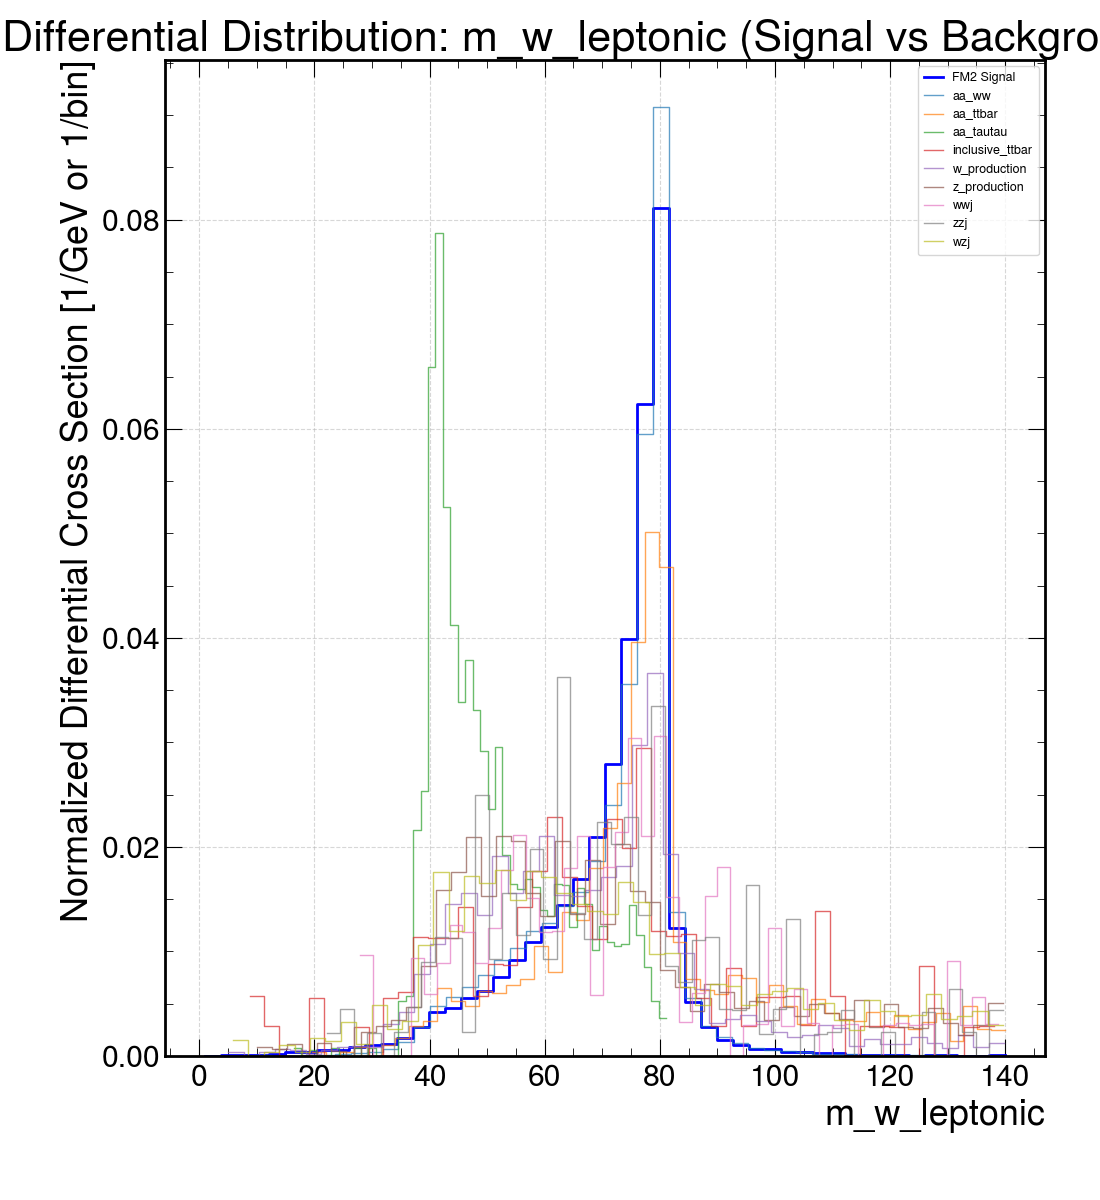 Differential Distribution: m_w_leptonic (Signal vs Backgro
Normalized Differential Cross Section [1/GeV or 1/bin]
FM2 Signal
aa_ww
aa_ttbar
aa_tautau
inclusive_ttbar
w_production
z_production
wwj
zzj
wzj
0.08
0.06
0.04
0.02
0.00
0 20 40 60 80 100 120 140
m_w_leptonic